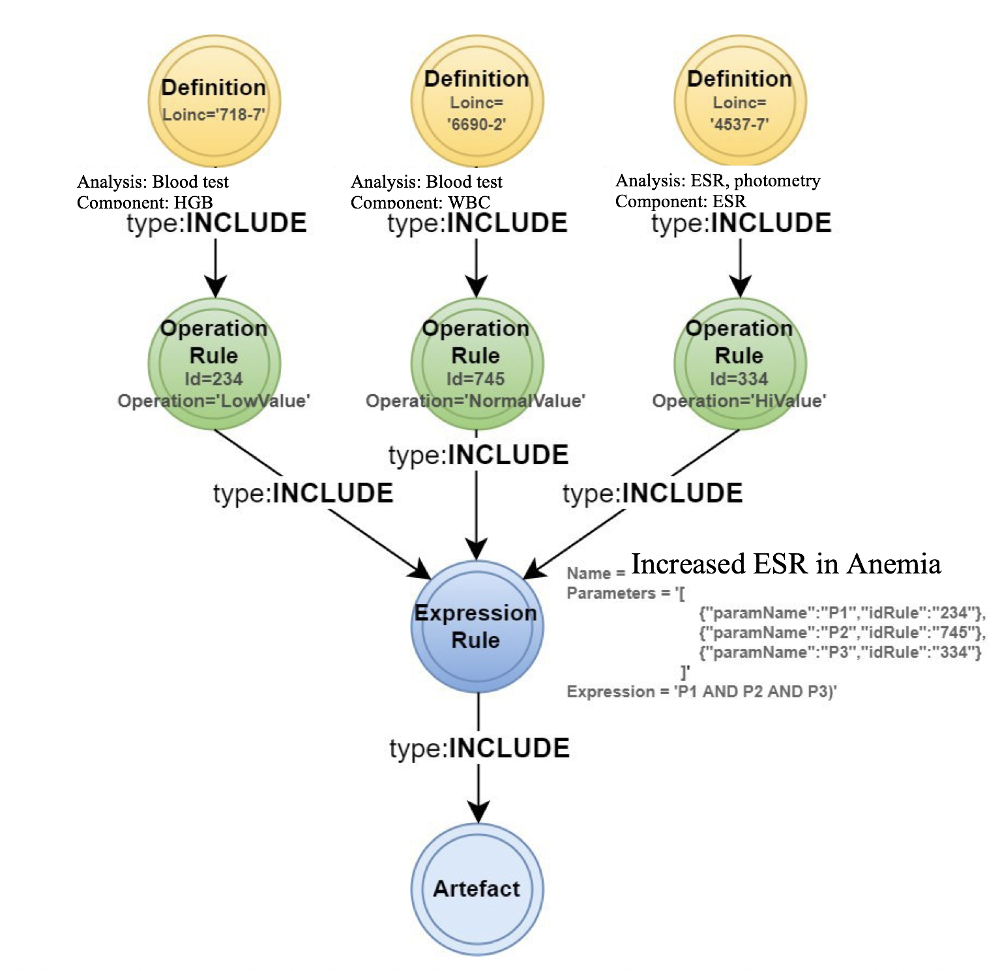 Definition
Loinc='718-7'
Definition
Loinc=
'6690-2'
Definition
Loinc=
'4537-7'
Analysis: Blood test
Component: HGB
Analysis: Blood test
Component: WBC
Analysis: ESR, photometry
Component: ESR
type:INCLUDE
type:INCLUDE
type:INCLUDE
Operation
Rule
Id=234
Operation='LowValue'
Operation
Rule
Id=745
Operation='NormalValue'
Operation
Rule
Id=334
Operation='HiValue'
type:INCLUDE
type:INCLUDE
type:INCLUDE
Expression
Rule
Name = Increased ESR in Anemia
Parameters = '[
{"paramName":"P1","idRule":"234"},
{"paramName":"P2","idRule":"745"},
{"paramName":"P3","idRule":"334"}
]'
Expression = 'P1 AND P2 AND P3)'
type:INCLUDE
Artefact